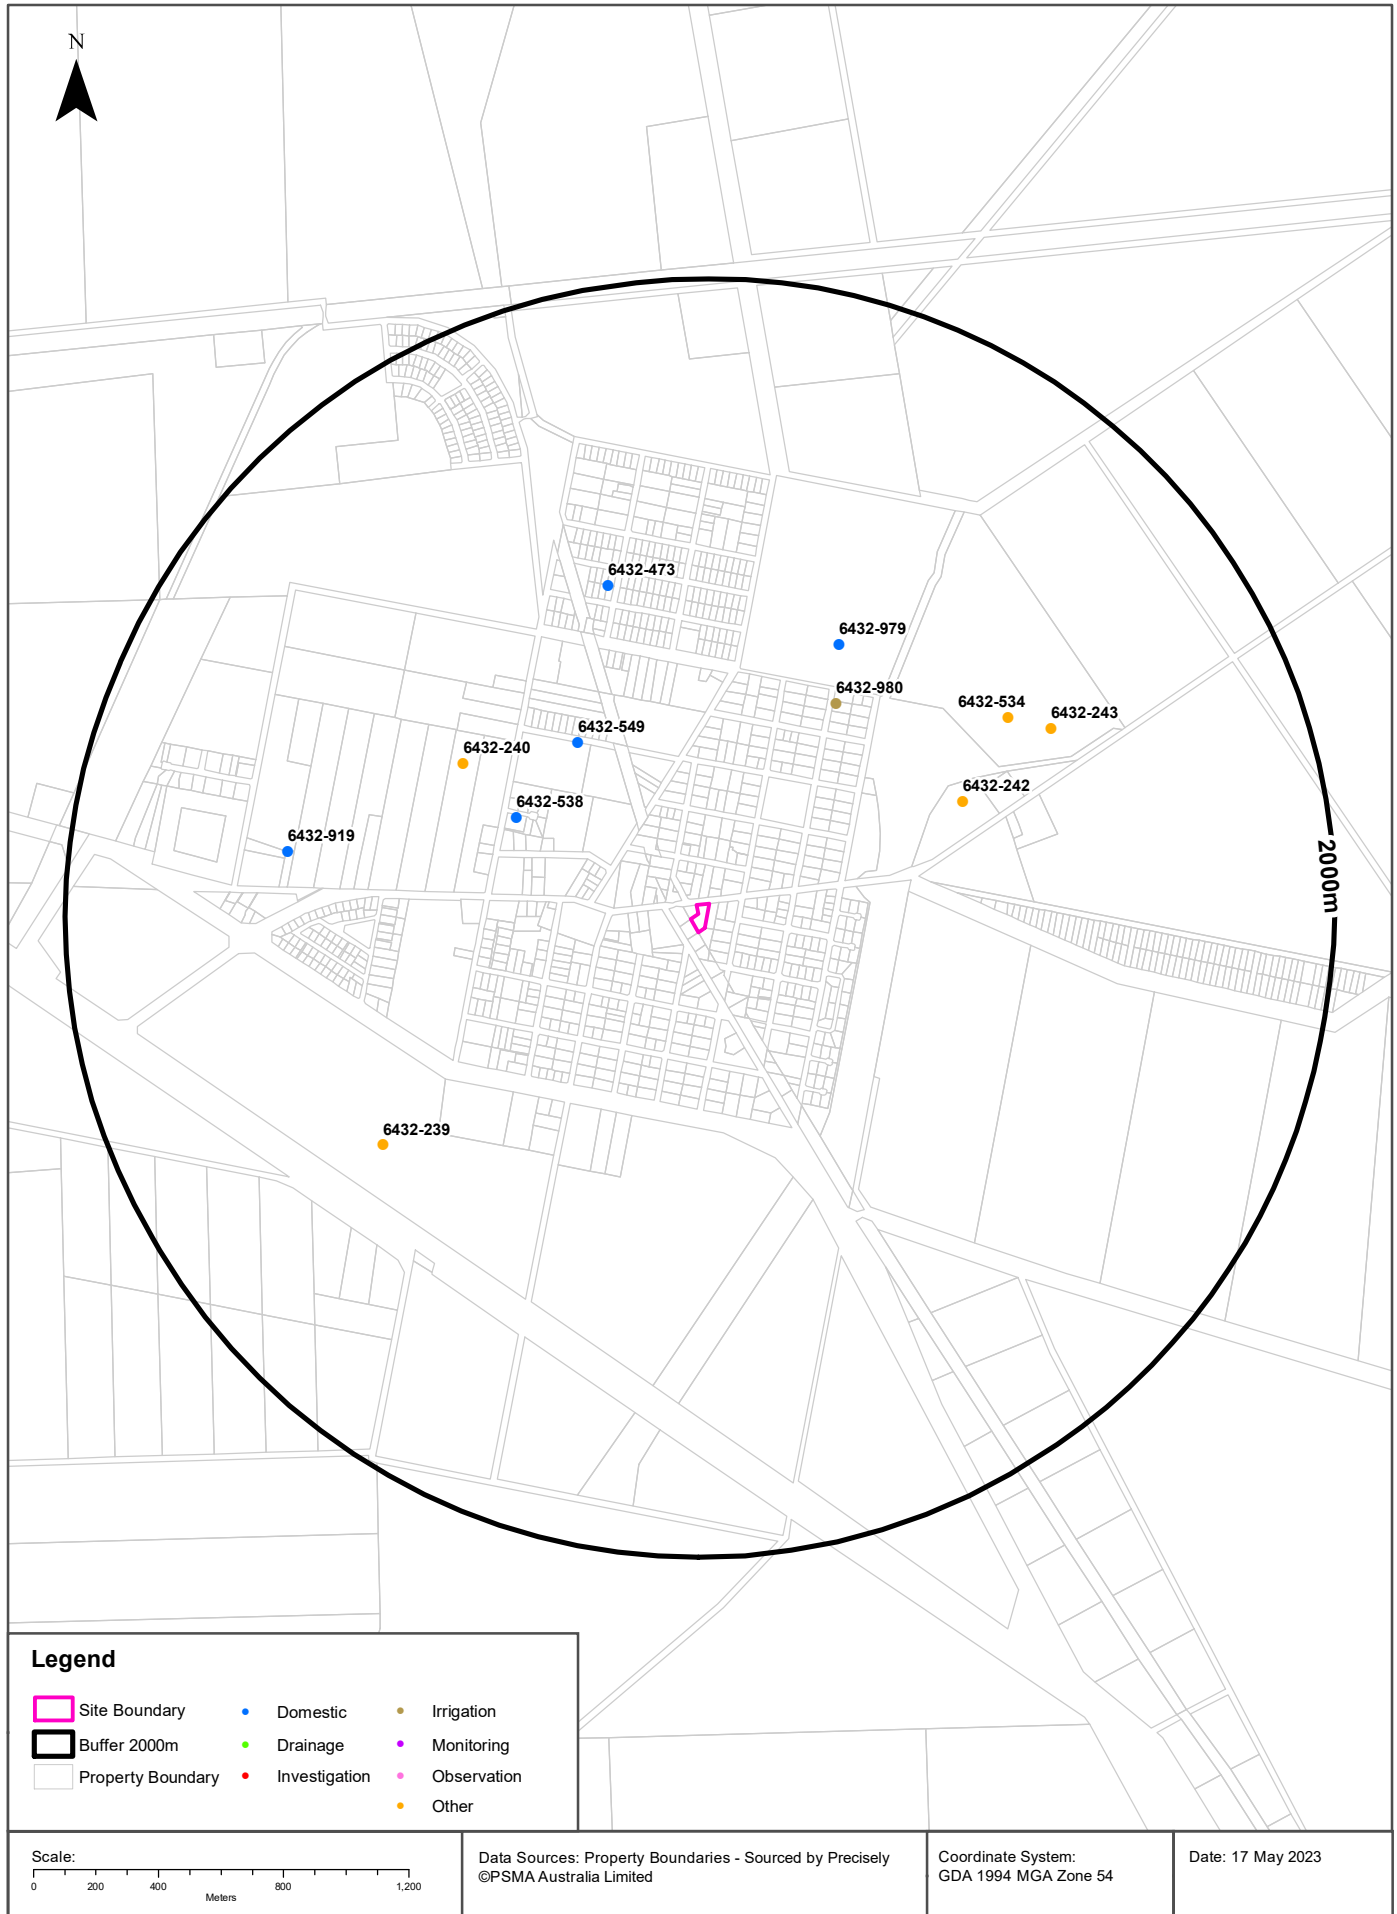 N
6432-473
6432-979
6432-980
6432-534
6432-243
6432-549
6432-240
6432-242
6432-538
6432-919
2000m
6432-239
Legend
Site Boundary
Buffer 2000m
Property Boundary
Domestic
Drainage
Investigation
Irrigation
Monitoring
Observation
Other
Scale:
0 200 400 800 1,200
Meters
Data Sources: Property Boundaries - Sourced by Precisely
©PSMA Australia Limited
Coordinate System:
GDA 1994 MGA Zone 54
Date: 17 May 2023